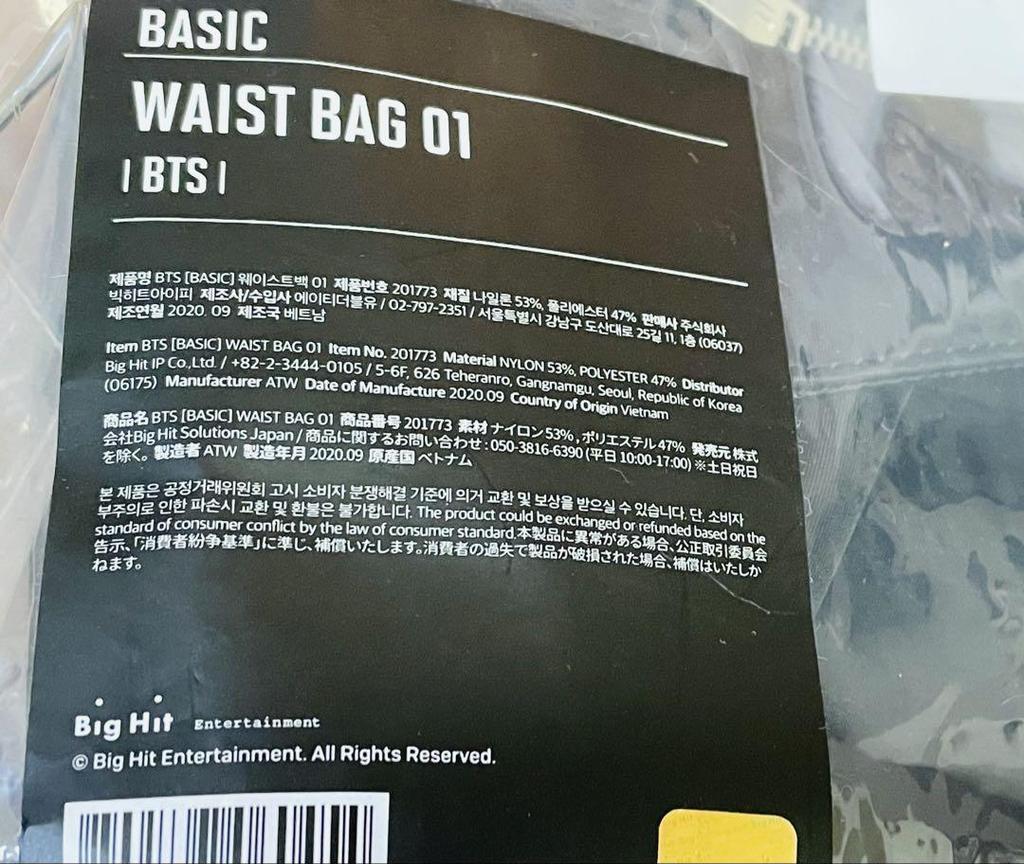 BASIC
WAIST BAG 01
| BTS |
제품명 BTS [BASIC] 웨이스트백 01 제품번호 201773 재질 나일론 53%, 폴리에스터 47% 판매사 주식회사
빅히트아이피 제조사/수입사 에이티더블유 / 02-797-2351 / 서울특별시 강남구 도산대로 25길 11, 1층 (06037)
제조연월 2020. 09 제조국 베트남
Item BTS [BASIC] WAIST BAG 01 Item No. 201773 Material NYLON 53%, POLYESTER 47% Distributor
Big Hit IP Co.,Ltd / +82-2-3444-0105 / 5-6F, 626 Teheranro, Gangnamgu, Seoul, Republic of Korea
(06175) Manufacturer ATW Date of Manufacture 2020.09 Country of Origin Vietnam
商品名 BTS [BASIC] WAIST BAG 01 商品番号 201773 素材 ナイロン53% , ポリエステル47% 発売元 株式
会社Big Hit Solutions Japan / 商品に関するお問い合わせ : 050-3816-6390 (平日 10:00-17:00) ※土日祝日
を除く。 製造者 ATW 製造年月 2020.09 原産国 ベトナム
본 제품은 공정거래위원회 고시 소비자 분쟁해결 기준에 의거 교환 및 보상을 받으실 수 있습니다. 단, 소비자
부주의로 인한 파손시 교환 및 환불은 불가합니다. The product could be exchanged or refunded based on the
standard of consumer conflict by the law of consumer standard.本製品に異常がある場合、公正取引委員会
告示、「消費者紛争基準」に準じ、補償いたします。消費者の過失で製品が破損された場合、補償はいたしか
ねます。
Big Hit Entertainment
© Big Hit Entertainment. All Rights Reserved.